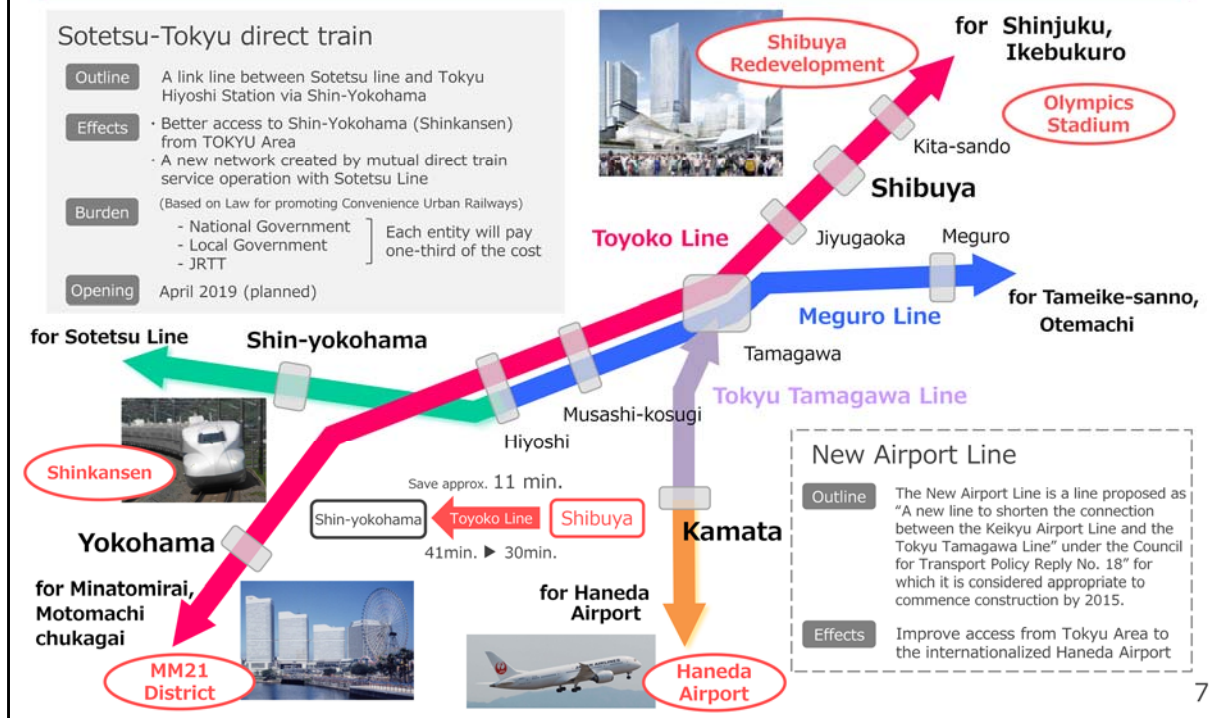 Sotetsu-Tokyu direct train
Outline
A link line between Sotetsu line and Tokyu
Hiyoshi Station via Shin-Yokohama
Effects
· Better access to Shin-Yokohama (Shinkansen)
from TOKYU Area
· A new network created by mutual direct train
service operation with Sotetsu Line
Burden
(Based on Law for promoting Convenience Urban Railways)
- National Government
- Local Government
- JRTT
Each entity will pay
one-third of the cost
Opening
April 2019 (planned)
Shibuya
Redevelopment
for Shinjuku,
Ikebukuro
Olympics
Stadium
Kita-sando
Shibuya
Toyoko Line
Jiyugaoka
Meguro
for Tameike-sanno,
Otemachi
Meguro Line
for Sotetsu Line
Shin-yokohama
Tamagawa
Tokyu Tamagawa Line
Musashi-kosugi
Hiyoshi
Shinkansen
Save approx. 11 min.
Shin-yokohama
Toyoko Line
Shibuya
41min. ▶ 30min.
Yokohama
Kamata
for Minatomirai,
Motomachi
chukagai
for Haneda
Airport
MM21
District
Haneda
Airport
New Airport Line
Outline
The New Airport Line is a line proposed as
“A new line to shorten the connection
between the Keikyu Airport Line and the
Tokyu Tamagawa Line” under the Council
for Transport Policy Reply No. 18” for
which it is considered appropriate to
commence construction by 2015.
Effects
Improve access from Tokyu Area to
the internationalized Haneda Airport
7